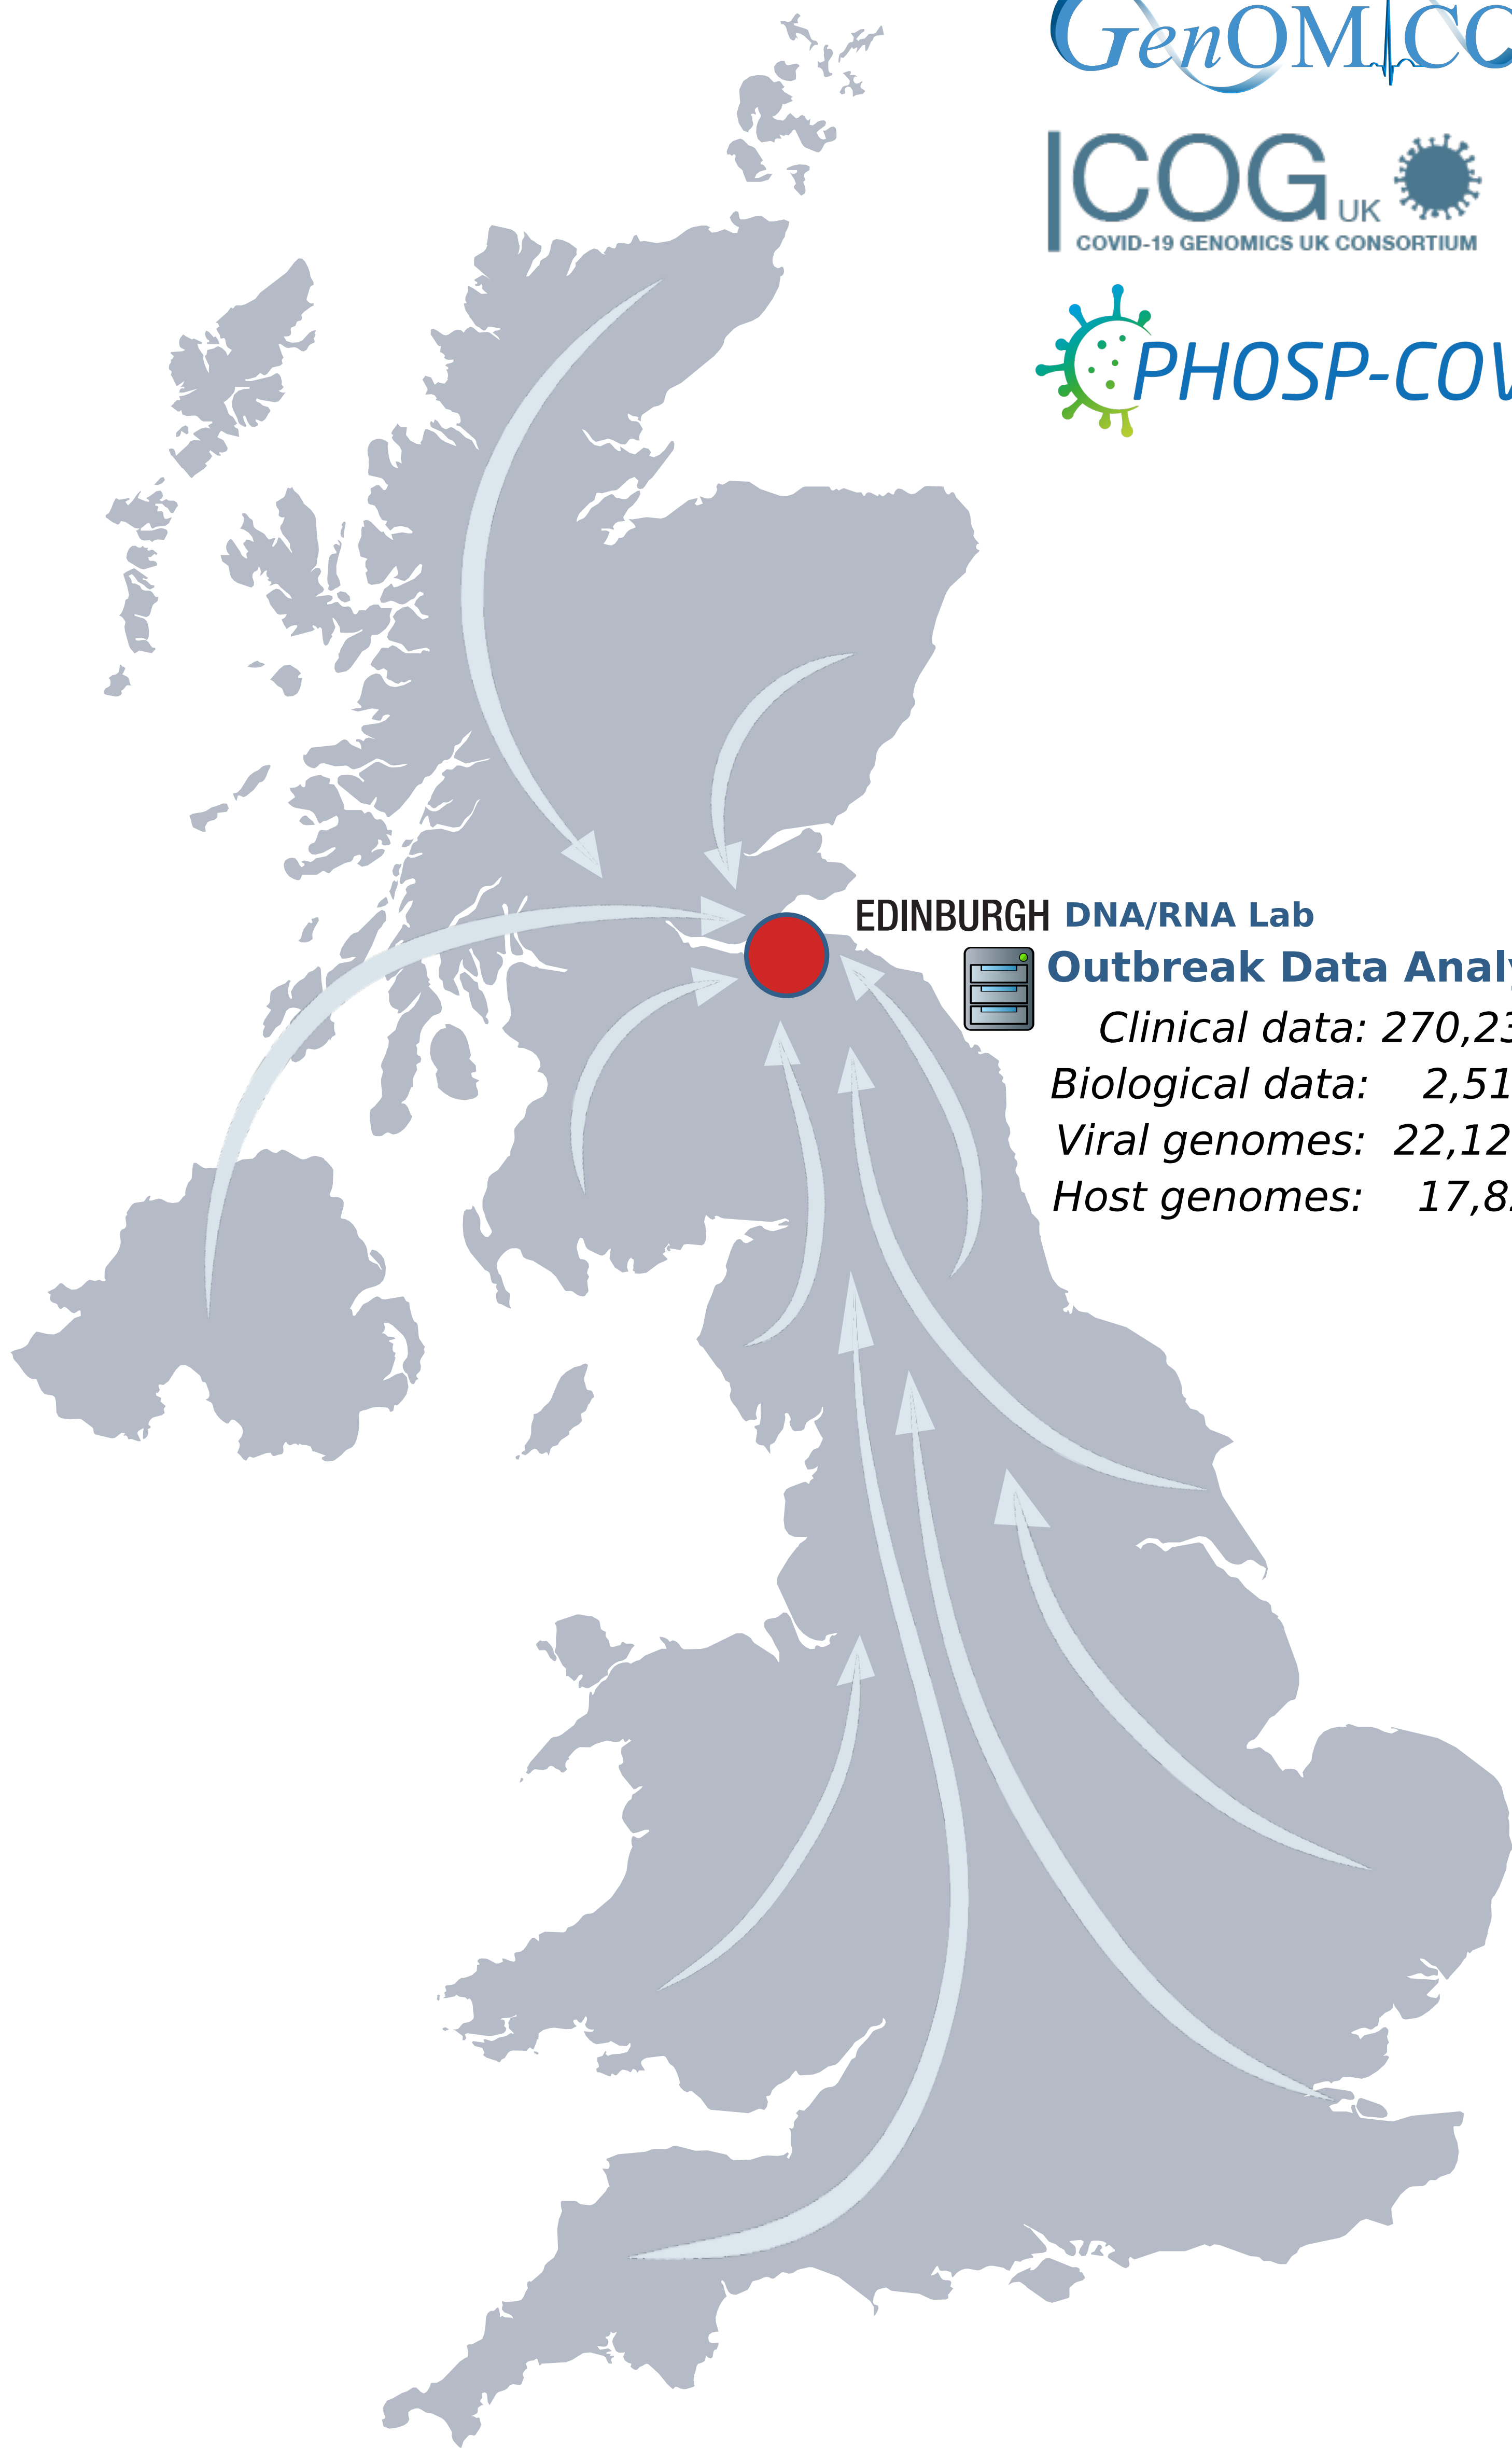 GenOMICC
COG UK
COVID-19 GENOMICS UK CONSORTIUM
PHOSP-COV
EDINBURGH DNA/RNA Lab
Outbreak Data Analy
Clinical data: 270,23
Biological data: 2,51
Viral genomes: 22,12
Host genomes: 17,8